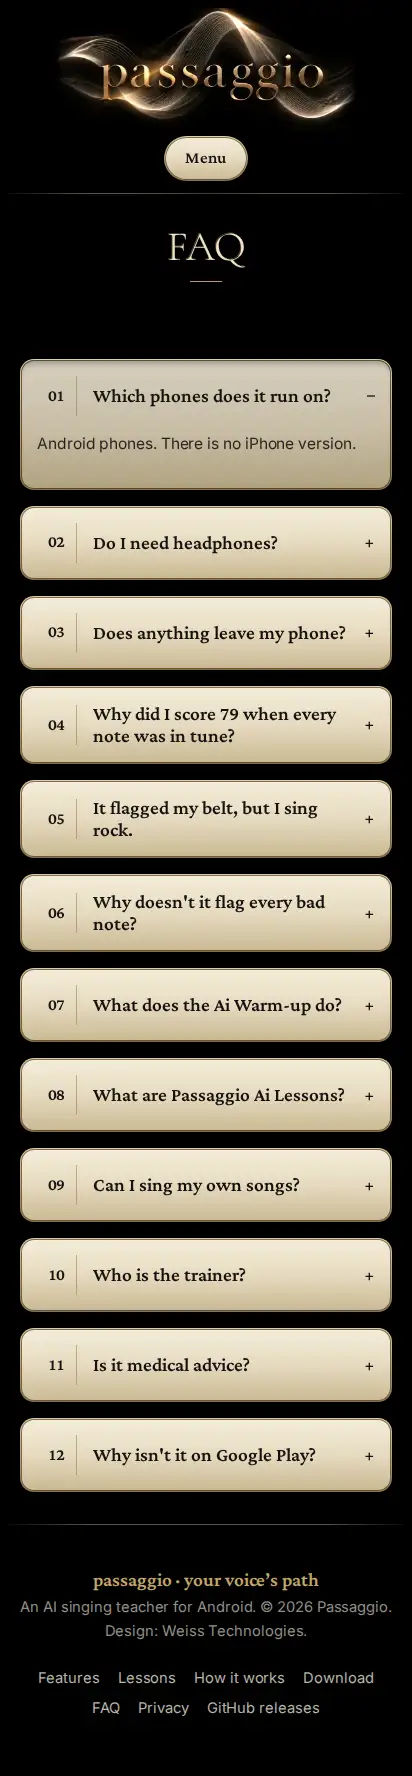 passaggio
Menu
FAQ
01 Which phones does it run on? −
Android phones. There is no iPhone version.
02 Do I need headphones? +
03 Does anything leave my phone? +
04 Why did I score 79 when every
note was in tune? +
05 It flagged my belt, but I sing
rock. +
06 Why doesn't it flag every bad
note? +
07 What does the Ai Warm-up do? +
08 What are Passaggio Ai Lessons? +
09 Can I sing my own songs? +
10 Who is the trainer? +
11 Is it medical advice? +
12 Why isn't it on Google Play? +
passaggio · your voice’s path
An AI singing teacher for Android. © 2026 Passaggio.
Design: Weiss Technologies.
Features Lessons How it works Download
FAQ Privacy GitHub releases